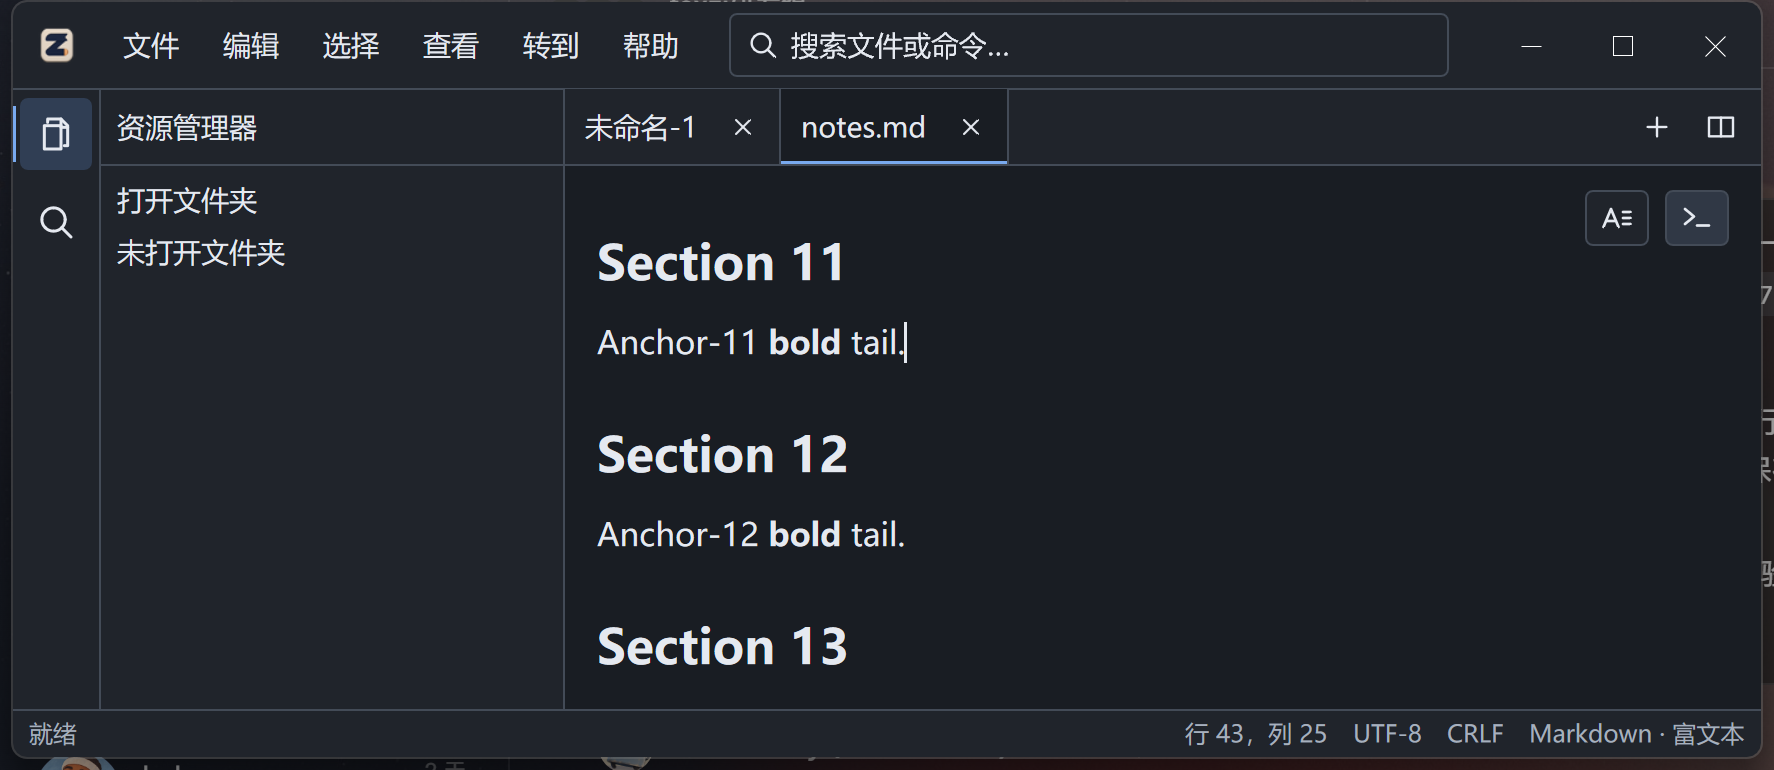 文件 编辑 选择 查看 转到 帮助 搜索文件或命令...
资源管理器
未命名-1
notes.md
打开文件夹
未打开文件夹
Section 11
Anchor-11 bold tail.
Section 12
Anchor-12 bold tail.
Section 13
就绪
行 43，列 25 UTF-8 CRLF Markdown · 富文本